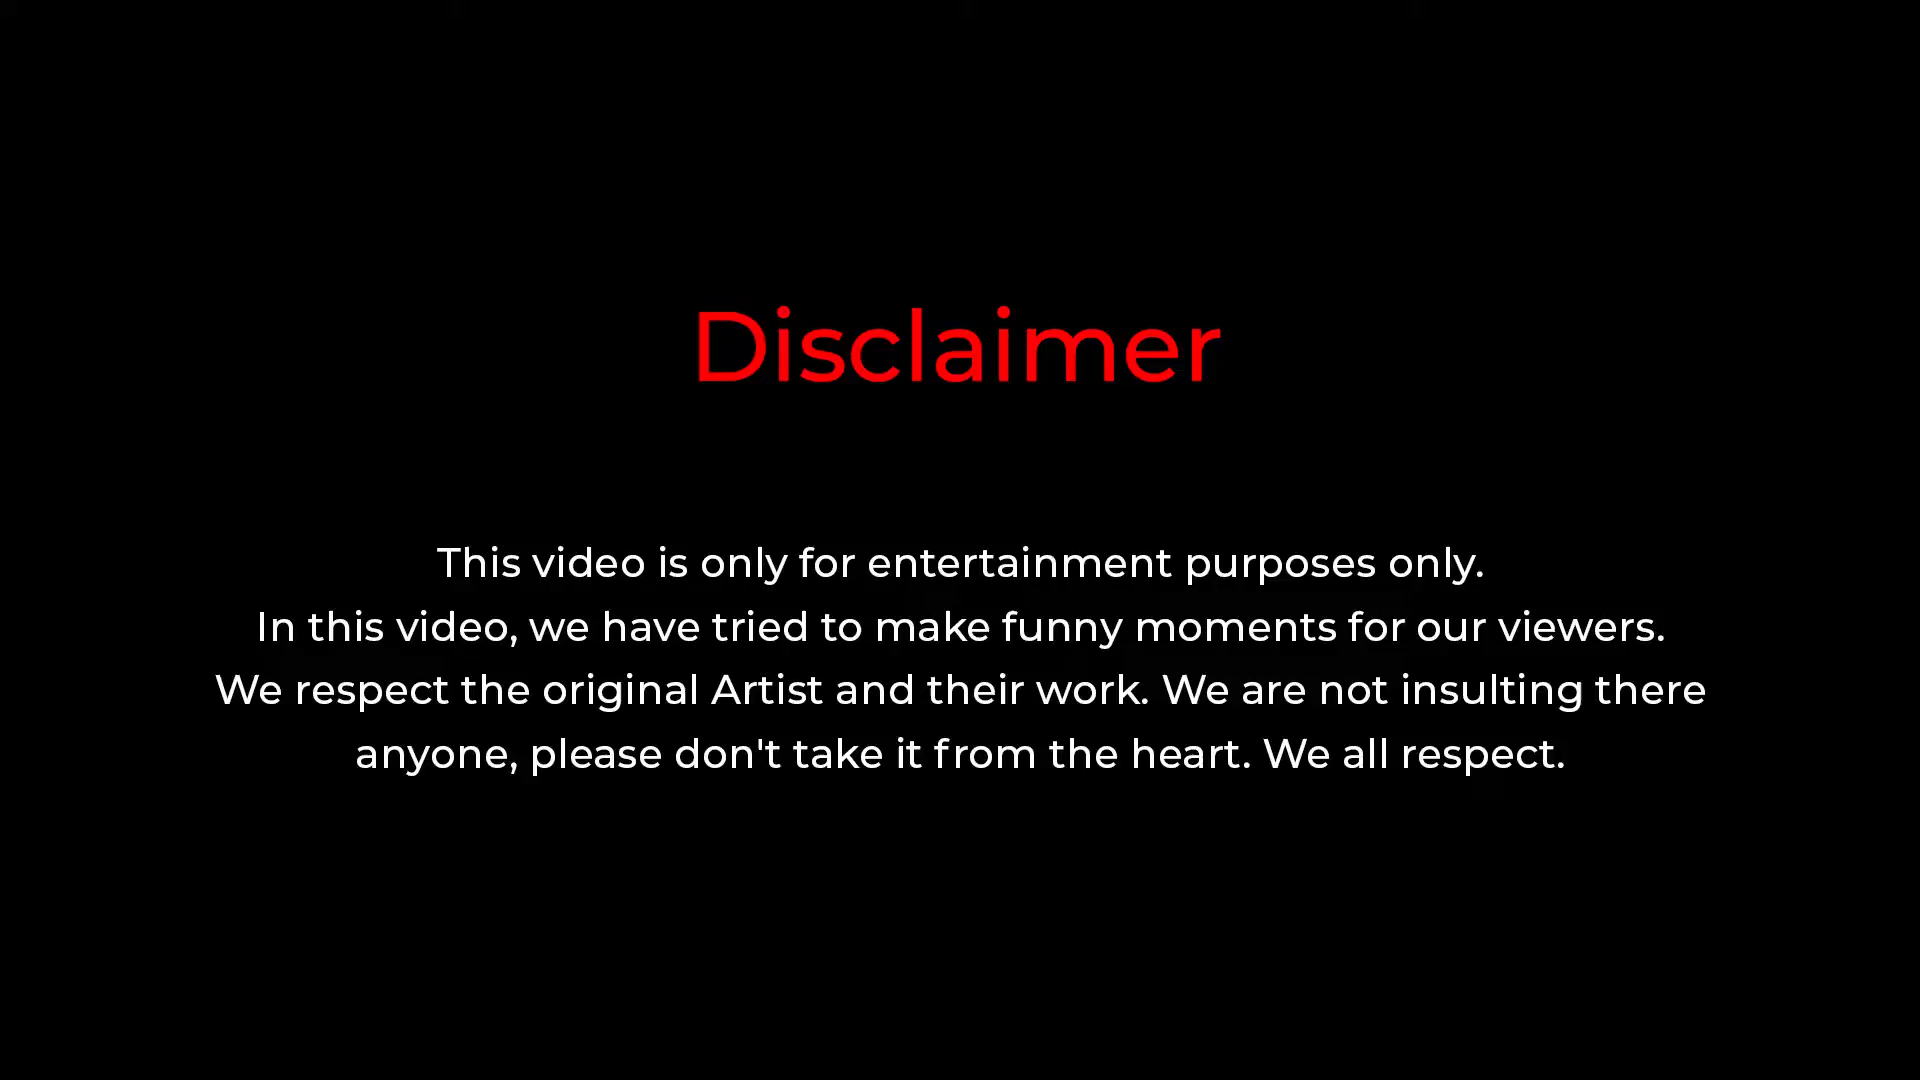 Disclaimer
This video is only for entertainment purposes only.
In this video, we have tried to make funny moments for our viewers.
We respect the original Artist and their work. We are not insulting there
anyone, please don't take it from the heart. We all respect.